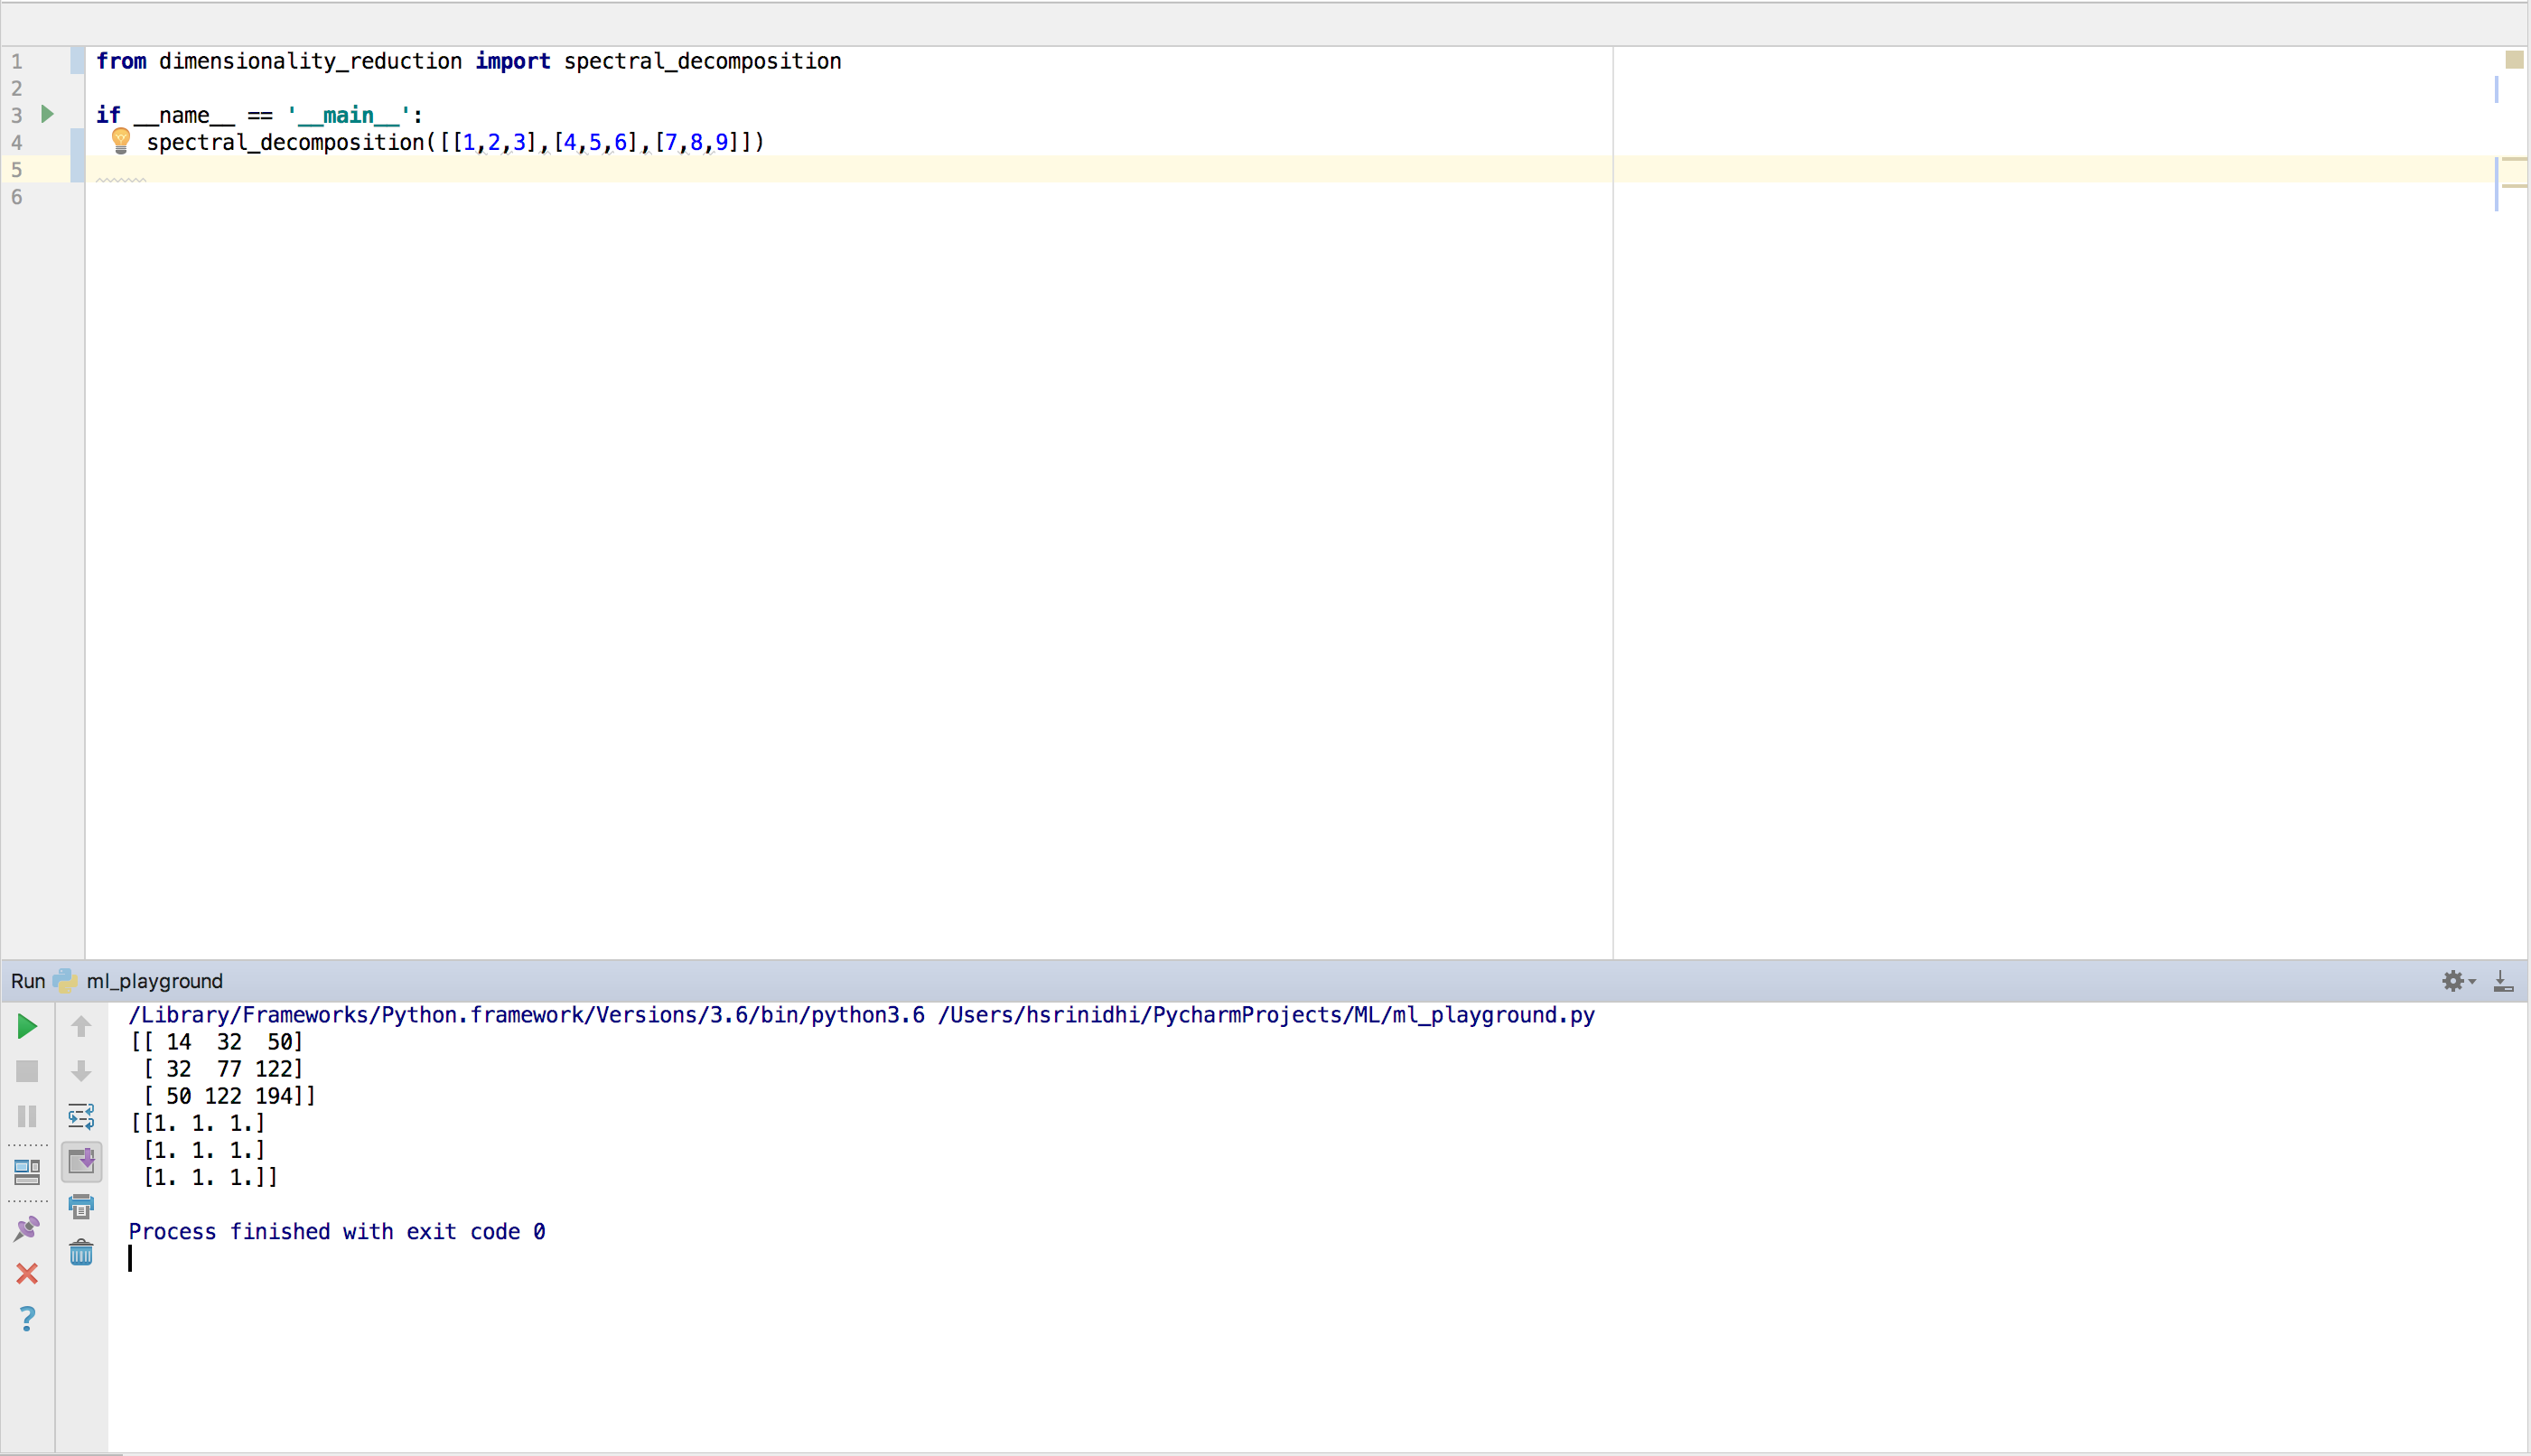 1 from dimensionality_reduction import spectral_decomposition
2
3 if __name__ == '__main__':
4     spectral_decomposition([[1,2,3],[4,5,6],[7,8,9]])
5
6
Run ml_playground
/Library/Frameworks/Python.framework/Versions/3.6/bin/python3.6 /Users/hsrinidhi/PycharmProjects/ML/ml_playground.py
[[ 14  32  50]
 [ 32  77 122]
 [ 50 122 194]]
[[1. 1. 1.]
 [1. 1. 1.]
 [1. 1. 1.]]
Process finished with exit code 0
?